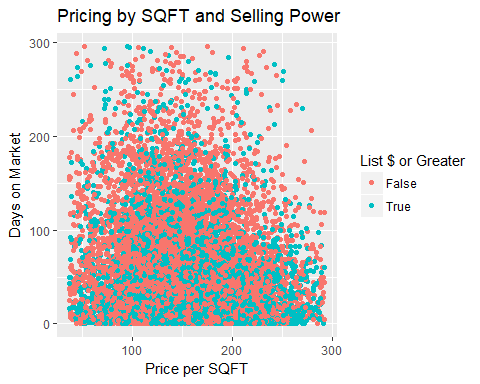 Pricing by SQFT and Selling Power
300
200
100
0
Days on Market
100
200
300
Price per SQFT
List $ or Greater
False
True